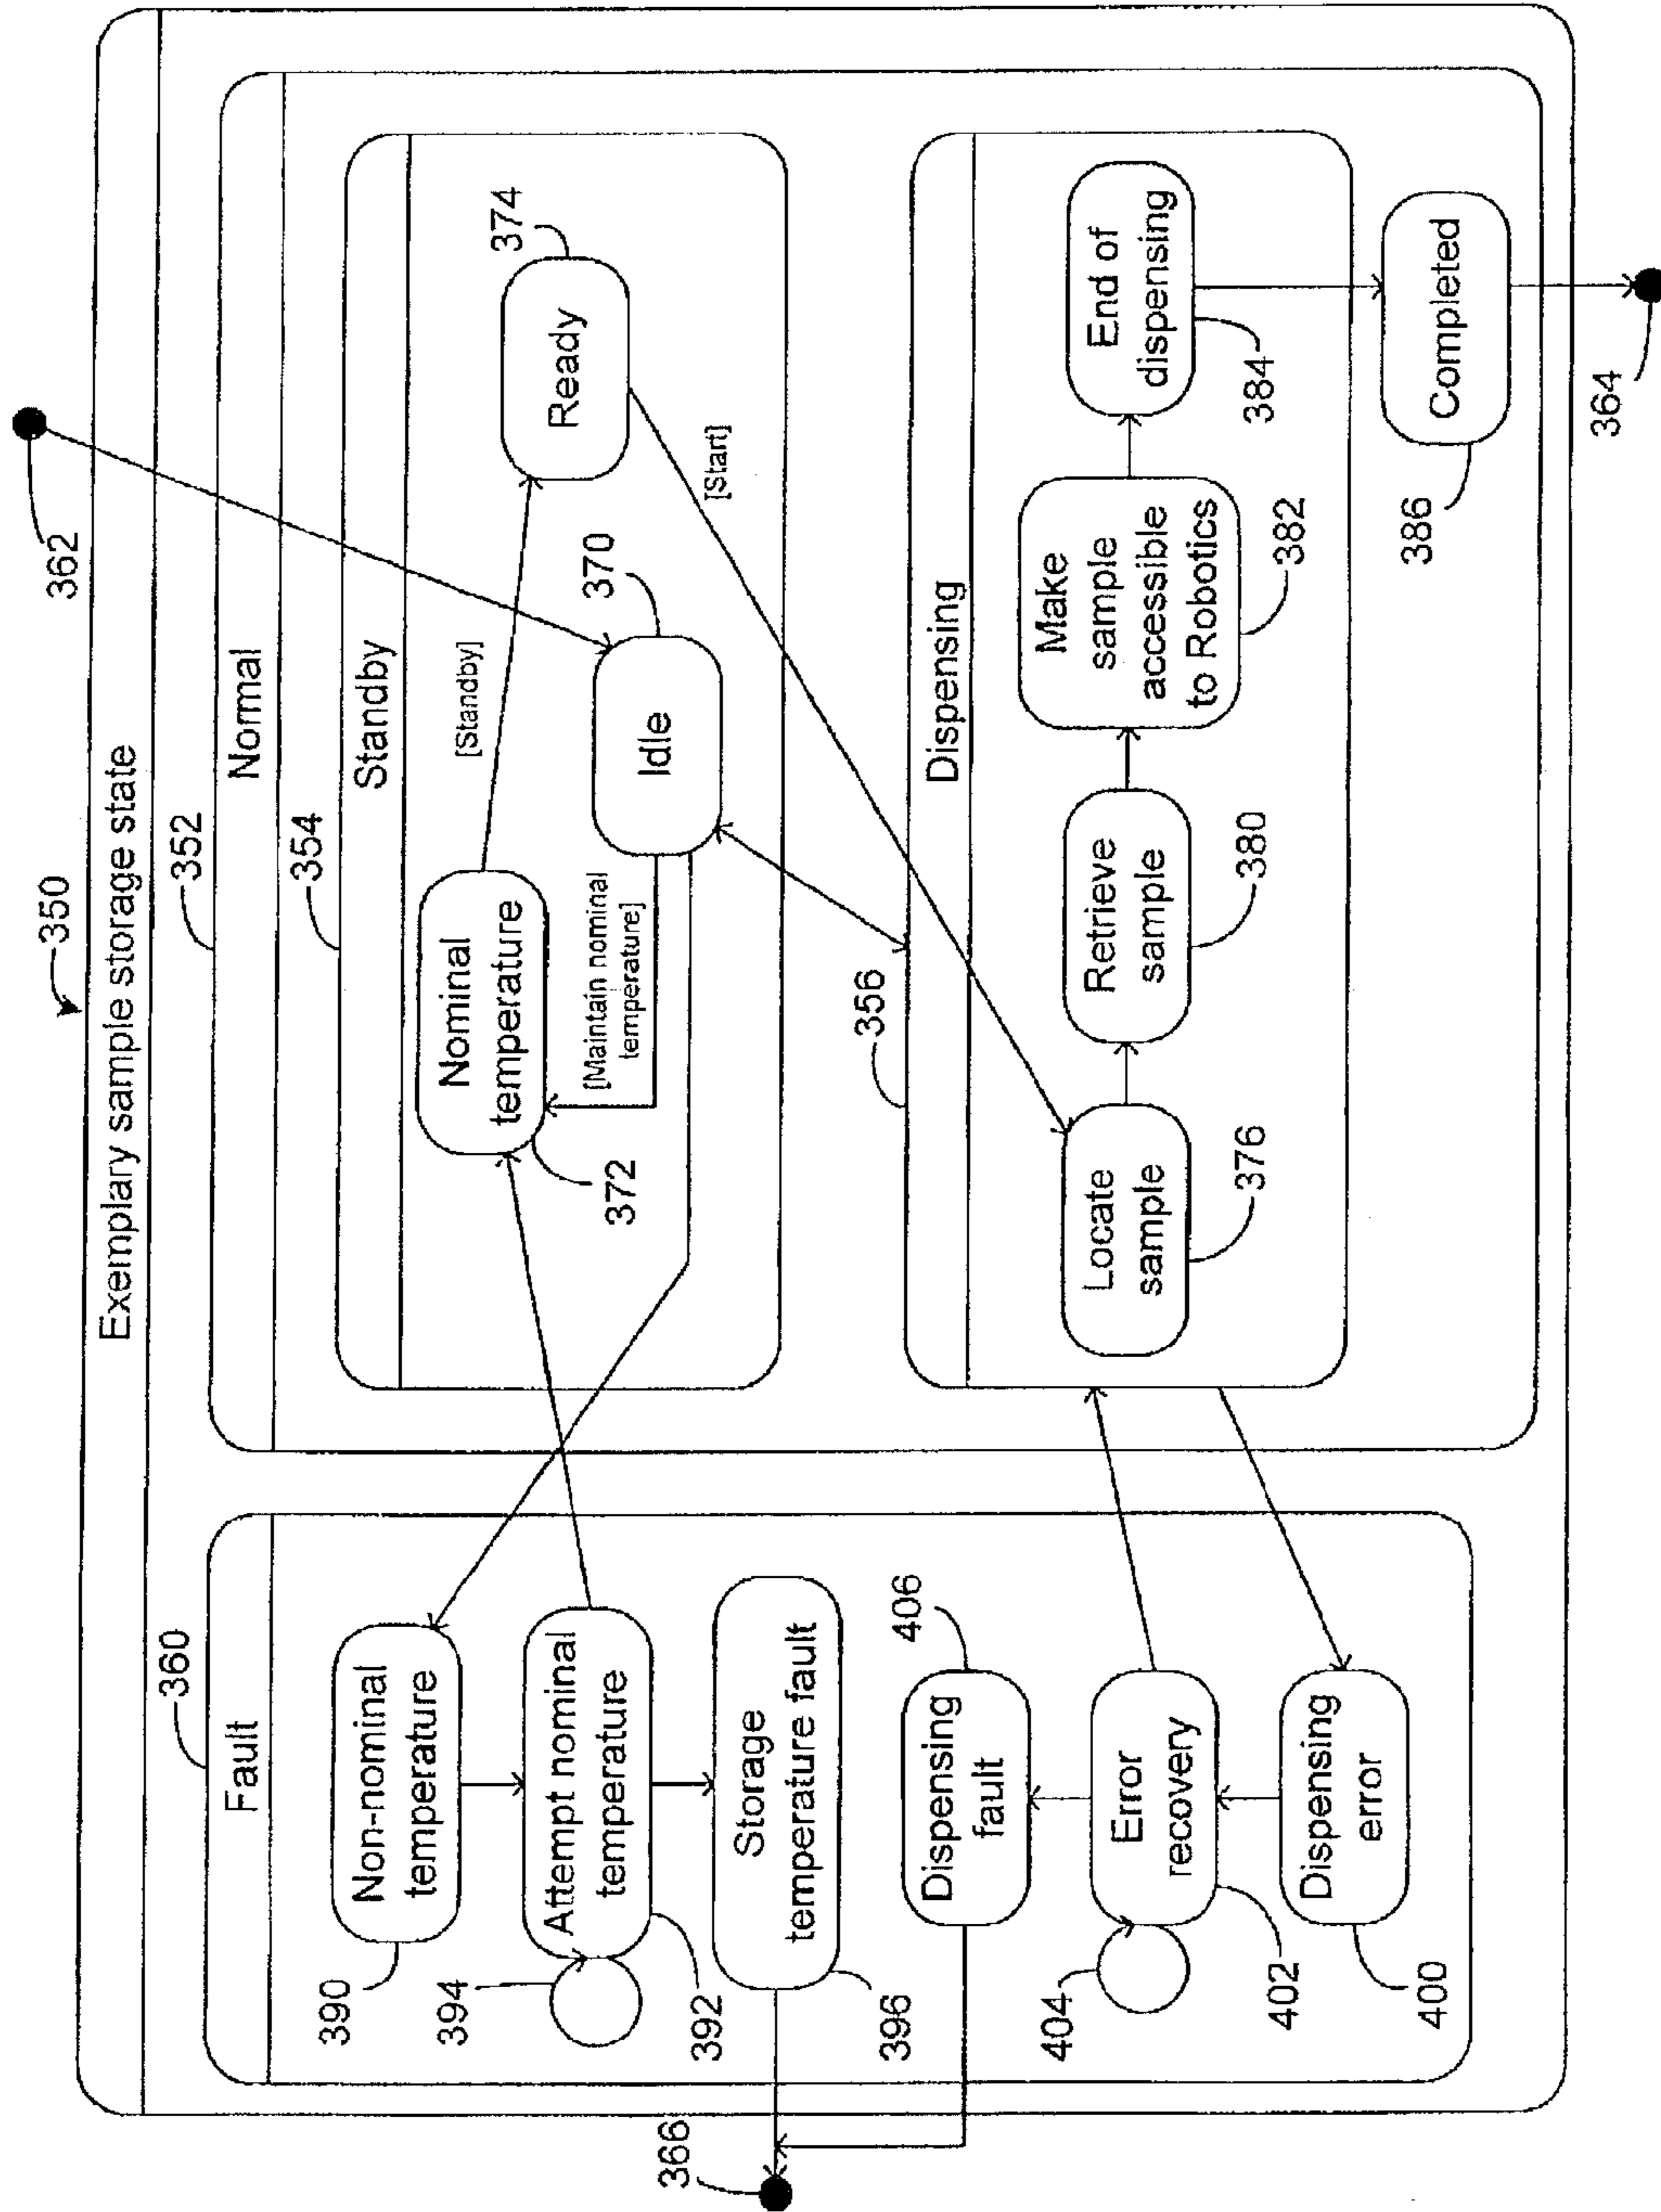 350
Exemplary sample storage state
360
Fault
390
Non-nominal
temperature
394
Attempt nominal
temperature
392
Storage
temperature fault
396
366
406
Dispensing
fault
404
Error
recovery
402
Dispensing
error
400
352
Normal
362
354
Standby
Nominal
temperature
372
[Standby]
[Maintain nominal
temperature]
Idle
370
Ready
374
[Start]
356
Dispensing
Locate
sample
376
Retrieve
sample
380
Make
sample
accessible
to Robotics
382
End of
dispensing
384
Completed
386
364